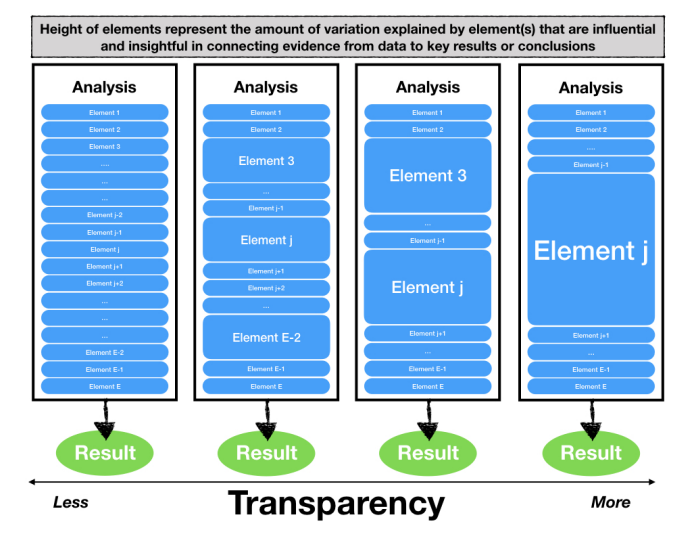 Height of elements represent the amount of variation explained by element(s) that are influential
and insightful in connecting evidence from data to key results or conclusions
Analysis
Element 1
Element 2
Element 3
.....
...
...
Element j-2
Element j-1
Element j
Element j+1
Element j+2
...
...
...
Element E-2
Element E-1
Element E
Result
Analysis
Element 1
Element 2
Element 3
...
Element j-1
Element j
Element j+1
Element j+2
...
Element E-2
Element E-1
Element E
Result
Analysis
Element 1
Element 2
Element 3
...
Element j-1
Element j
Element j+1
...
Element E-1
Element E
Result
Analysis
Element 1
Element 2
....
Element j-1
Element j
Element j+1
...
Element E-1
Element E
Result
Less
Transparency
More